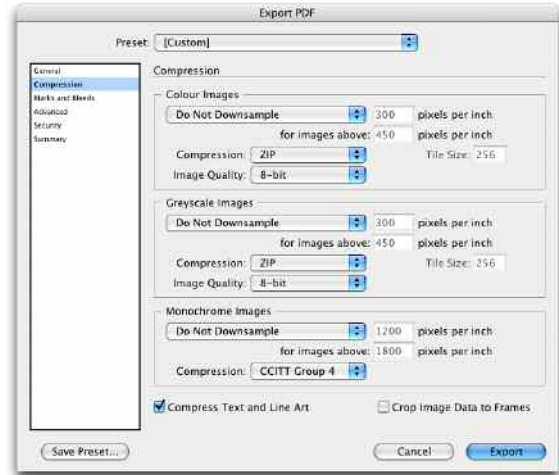 Export PDF
Preset: [Custom]
General
Compression
Marks and Bleeds
Advanced
Security
Summary
Compression
Colour Images
Do Not Downsample 300 pixels per inch
for images above: 450 pixels per inch
Compression: ZIP Tile Size: 256
Image Quality: 8-bit
Greyscale Images
Do Not Downsample 300 pixels per inch
for images above: 450 pixels per inch
Compression: ZIP Tile Size: 256
Image Quality: 8-bit
Monochrome Images
Do Not Downsample 1200 pixels per inch
for images above: 1800 pixels per inch
Compression: CCITT Group 4
Compress Text and Line Art Crop Image Data to Frames
Save Preset... Cancel Export